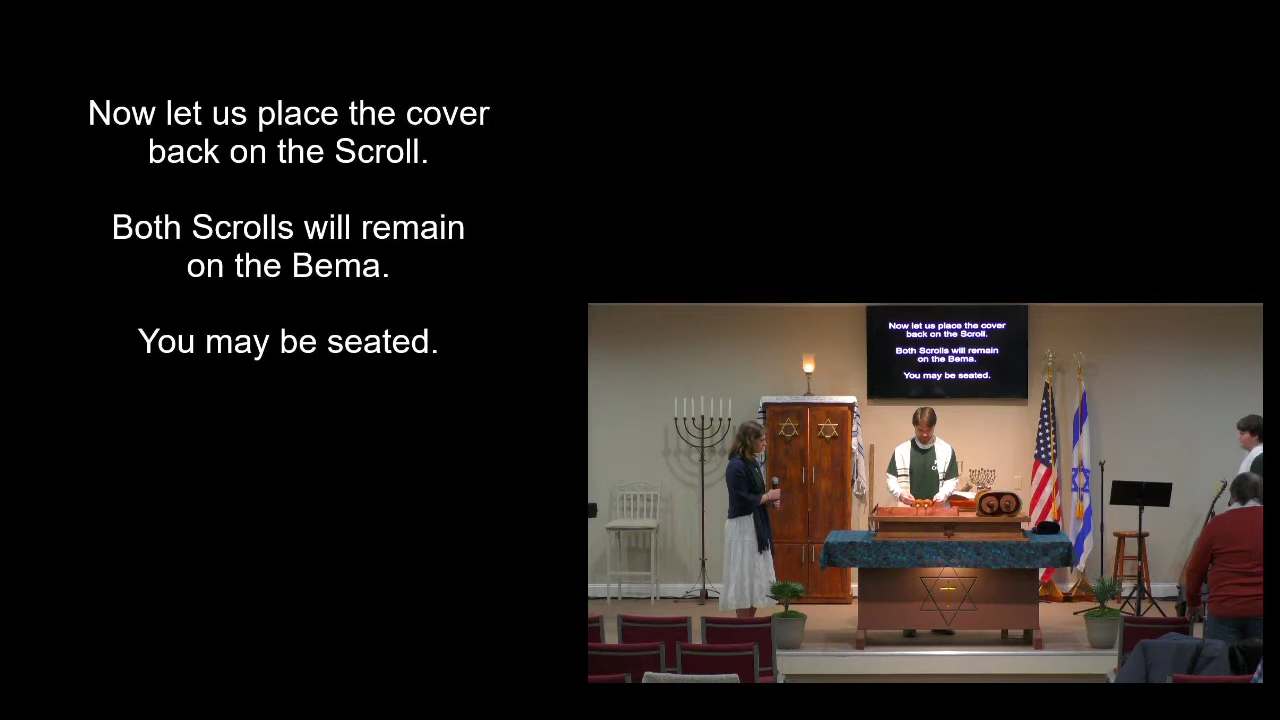 Now let us place the cover
back on the Scroll.
Both Scrolls will remain
on the Bema.
You may be seated.
Now let us place the cover
back on the Scroll.
Both Scrolls will remain
on the Bema.
You may be seated.